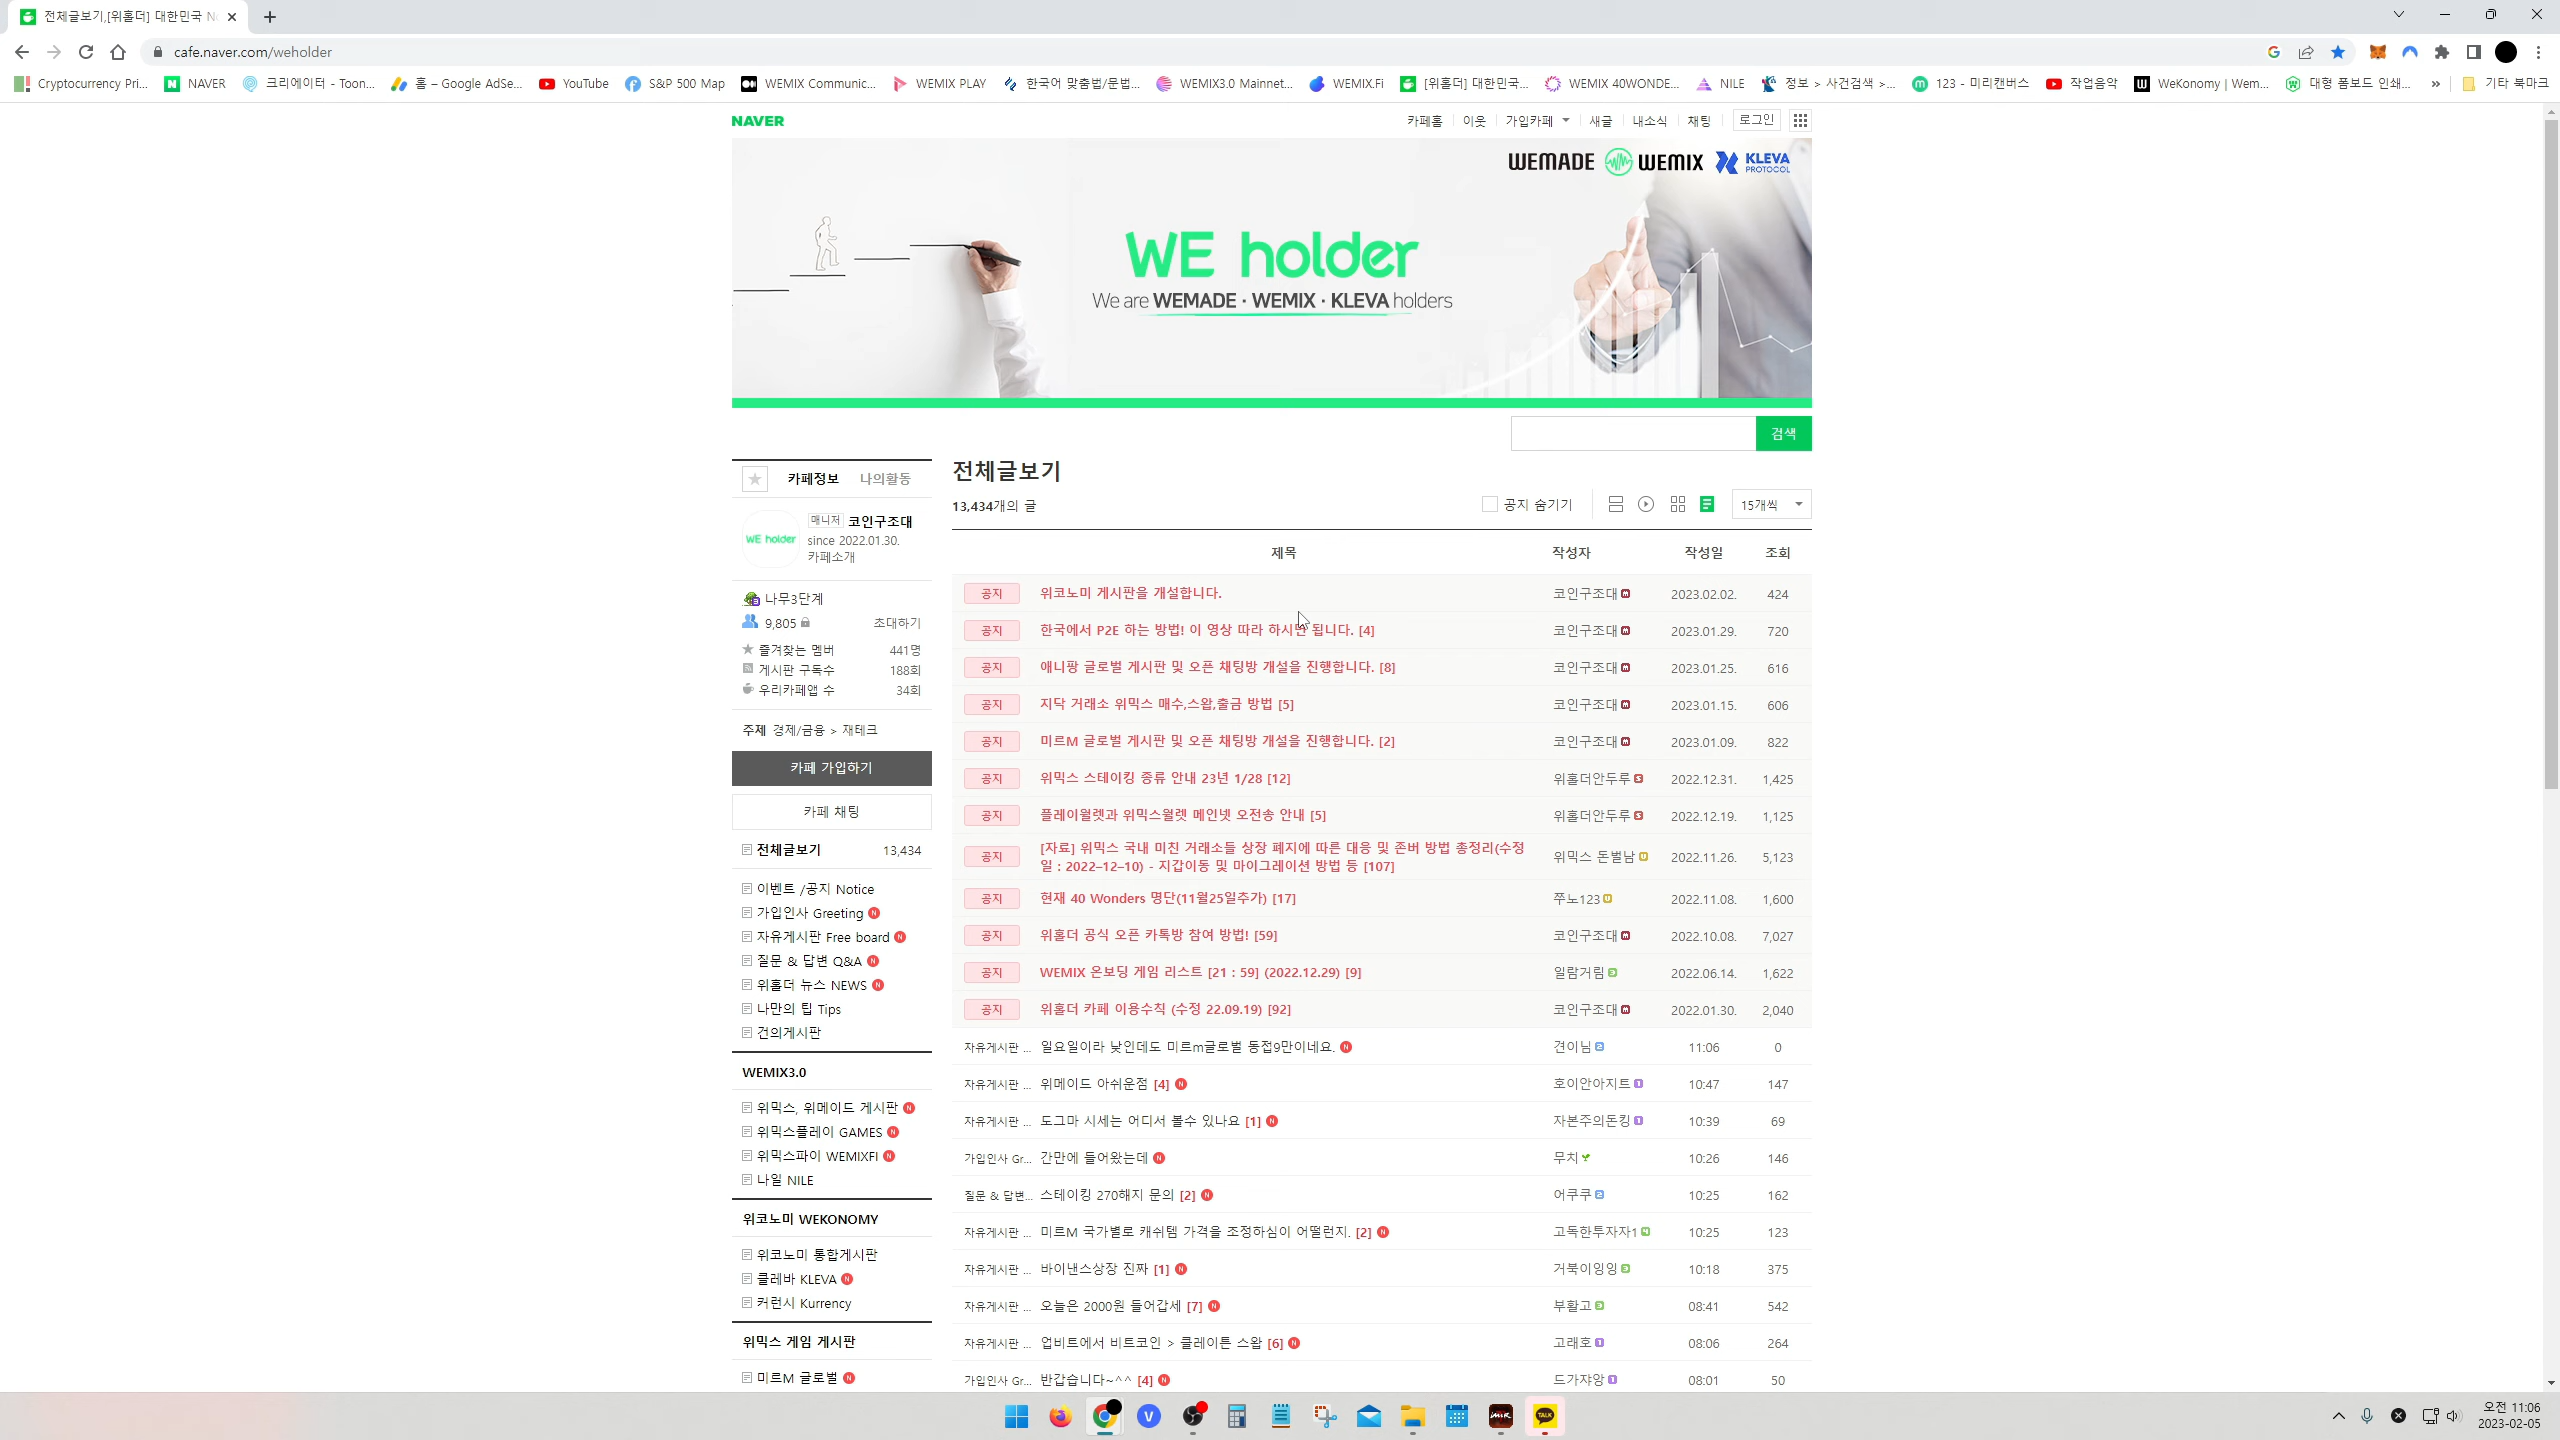 전체글보기,[위홀더] 대한민국 N
cafe.naver.com/weholder
Cryptocurrency Pri... NAVER 크리에이터 - Toon... 홈 – Google AdSe... YouTube S&P 500 Map WEMIX Communic... WEMIX PLAY 한국어 맞춤법/문법... WEMIX3.0 Mainnet... WEMIX.Fi [위홀더] 대한민국... WEMIX 40WONDE... NILE 정보 > 사건검색 >... 123 - 미리캔버스 작업음악 WeKonomy | Wem... 대형 폼보드 인쇄... » 기타 북마크
NAVER 카페홈 이웃 가입카페 새글 내소식 채팅 로그인
WEMADE WEMIX KLEVA PROTOCOL
WE holder
We are WEMADE · WEMIX · KLEVA holders
검색
카페정보 나의활동
WE holder
매니저 코인구조대
since 2022.01.30.
카페소개
나무3단계
9,805 초대하기
즐겨찾는 멤버 441명
게시판 구독수 188회
우리카페앱 수 34회
주제 경제/금융 > 재테크
카페 가입하기
카페 채팅
전체글보기 13,434
이벤트 /공지 Notice
가입인사 Greeting N
자유게시판 Free board N
질문 & 답변 Q&A N
위홀더 뉴스 NEWS N
나만의 팁 Tips
건의게시판
WEMIX3.0
위믹스, 위메이드 게시판 N
위믹스플레이 GAMES N
위믹스파이 WEMIXFI N
나일 NILE
위코노미 WEKONOMY
위코노미 통합게시판
클레바 KLEVA N
커런시 Kurrency
위믹스 게임 게시판
미르M 글로벌 N
전체글보기
13,434개의 글 공지 숨기기 15개씩
제목 작성자 작성일 조회
공지 위코노미 게시판을 개설합니다. 코인구조대 2023.02.02. 424
공지 한국에서 P2E 하는 방법! 이 영상 따라 하시면 됩니다. [4] 코인구조대 2023.01.29. 720
공지 애니팡 글로벌 게시판 및 오픈 채팅방 개설을 진행합니다. [8] 코인구조대 2023.01.25. 616
공지 지닥 거래소 위믹스 매수,스왑,출금 방법 [5] 코인구조대 2023.01.15. 606
공지 미르M 글로벌 게시판 및 오픈 채팅방 개설을 진행합니다. [2] 코인구조대 2023.01.09. 822
공지 위믹스 스테이킹 종류 안내 23년 1/28 [12] 위홀더안두루 2022.12.31. 1,425
공지 플레이월렛과 위믹스월렛 메인넷 오전송 안내 [5] 위홀더안두루 2022.12.19. 1,125
공지 [자료] 위믹스 국내 미친 거래소들 상장 폐지에 따른 대응 및 존버 방법 총정리(수정
일 : 2022–12–10) - 지갑이동 및 마이그레이션 방법 등 [107] 위믹스 돈벌남 2022.11.26. 5,123
공지 현재 40 Wonders 명단(11월25일추가) [17] 쭈노123 2022.11.08. 1,600
공지 위홀더 공식 오픈 카톡방 참여 방법! [59] 코인구조대 2022.10.08. 7,027
공지 WEMIX 온보딩 게임 리스트 [21 : 59] (2022.12.29) [9] 일람거림 2022.06.14. 1,622
공지 위홀더 카페 이용수칙 (수정 22.09.19) [92] 코인구조대 2022.01.30. 2,040
자유게시판 ... 일요일이라 낮인데도 미르m글로벌 동접9만이네요. N 견이님 11:06 0
자유게시판 ... 위메이드 아쉬운점 [4] N 호이안아지트 10:47 147
자유게시판 ... 도그마 시세는 어디서 볼수 있나요 [1] N 자본주의돈킹 10:39 69
가입인사 Gr... 간만에 들어왔는데 N 무치 10:26 146
질문 & 답변... 스테이킹 270해지 문의 [2] N 어쿠쿠 10:25 162
자유게시판 ... 미르M 국가별로 캐쉬템 가격을 조정하심이 어떨런지. [2] N 고독한투자자1 10:25 123
자유게시판 ... 바이낸스상장 진짜 [1] N 거북이잉잉 10:18 375
자유게시판 ... 오늘은 2000원 들어갑세 [7] N 부활고 08:41 542
자유게시판 ... 업비트에서 비트코인 > 클레이튼 스왑 [6] N 고래호 08:06 264
가입인사 Gr... 반갑습니다~^^ [4] N 드가쟈앙 08:01 50
TALK
오전 11:06
2023-02-05